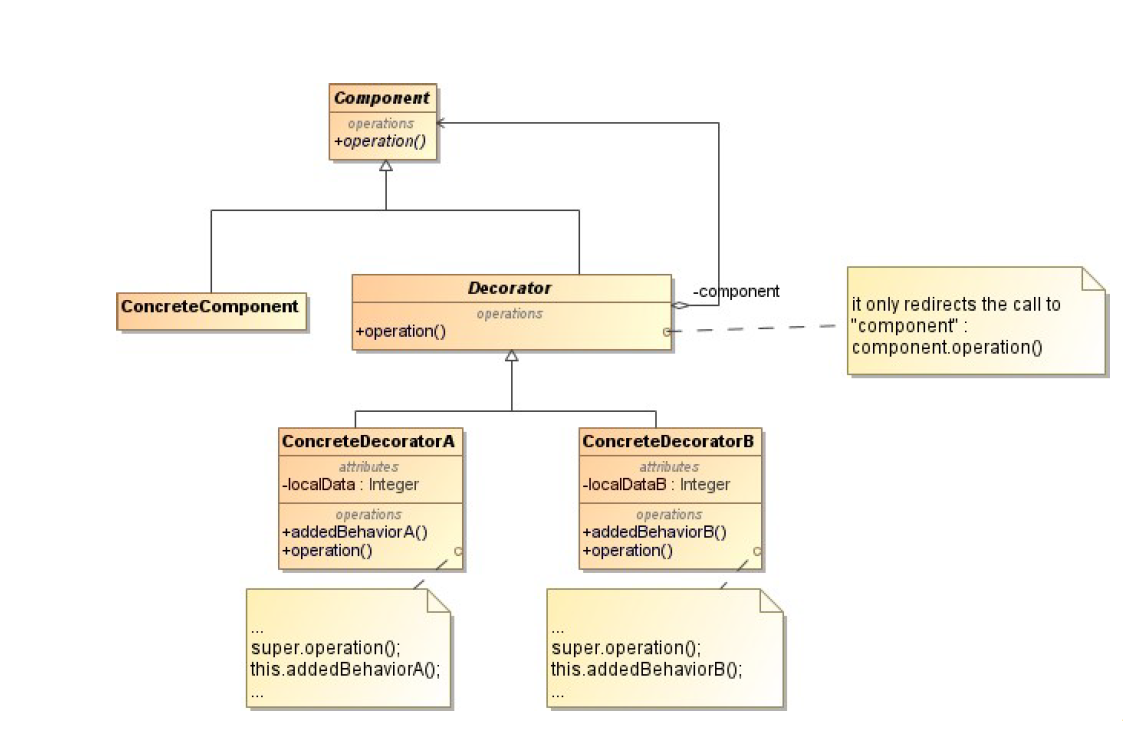 Component
operations
+operation()
-component
Decorator
operations
+operation()
ConcreteComponent
it only redirects the call to
"component" :
component.operation()
ConcreteDecoratorA
attributes
-localData : Integer
operations
+addedBehaviorA()
+operation()
ConcreteDecoratorB
attributes
-localDataB : Integer
operations
+addedBehaviorB()
+operation()
...
super.operation();
this.addedBehaviorA();
...
...
super.operation();
this.addedBehaviorB();
...